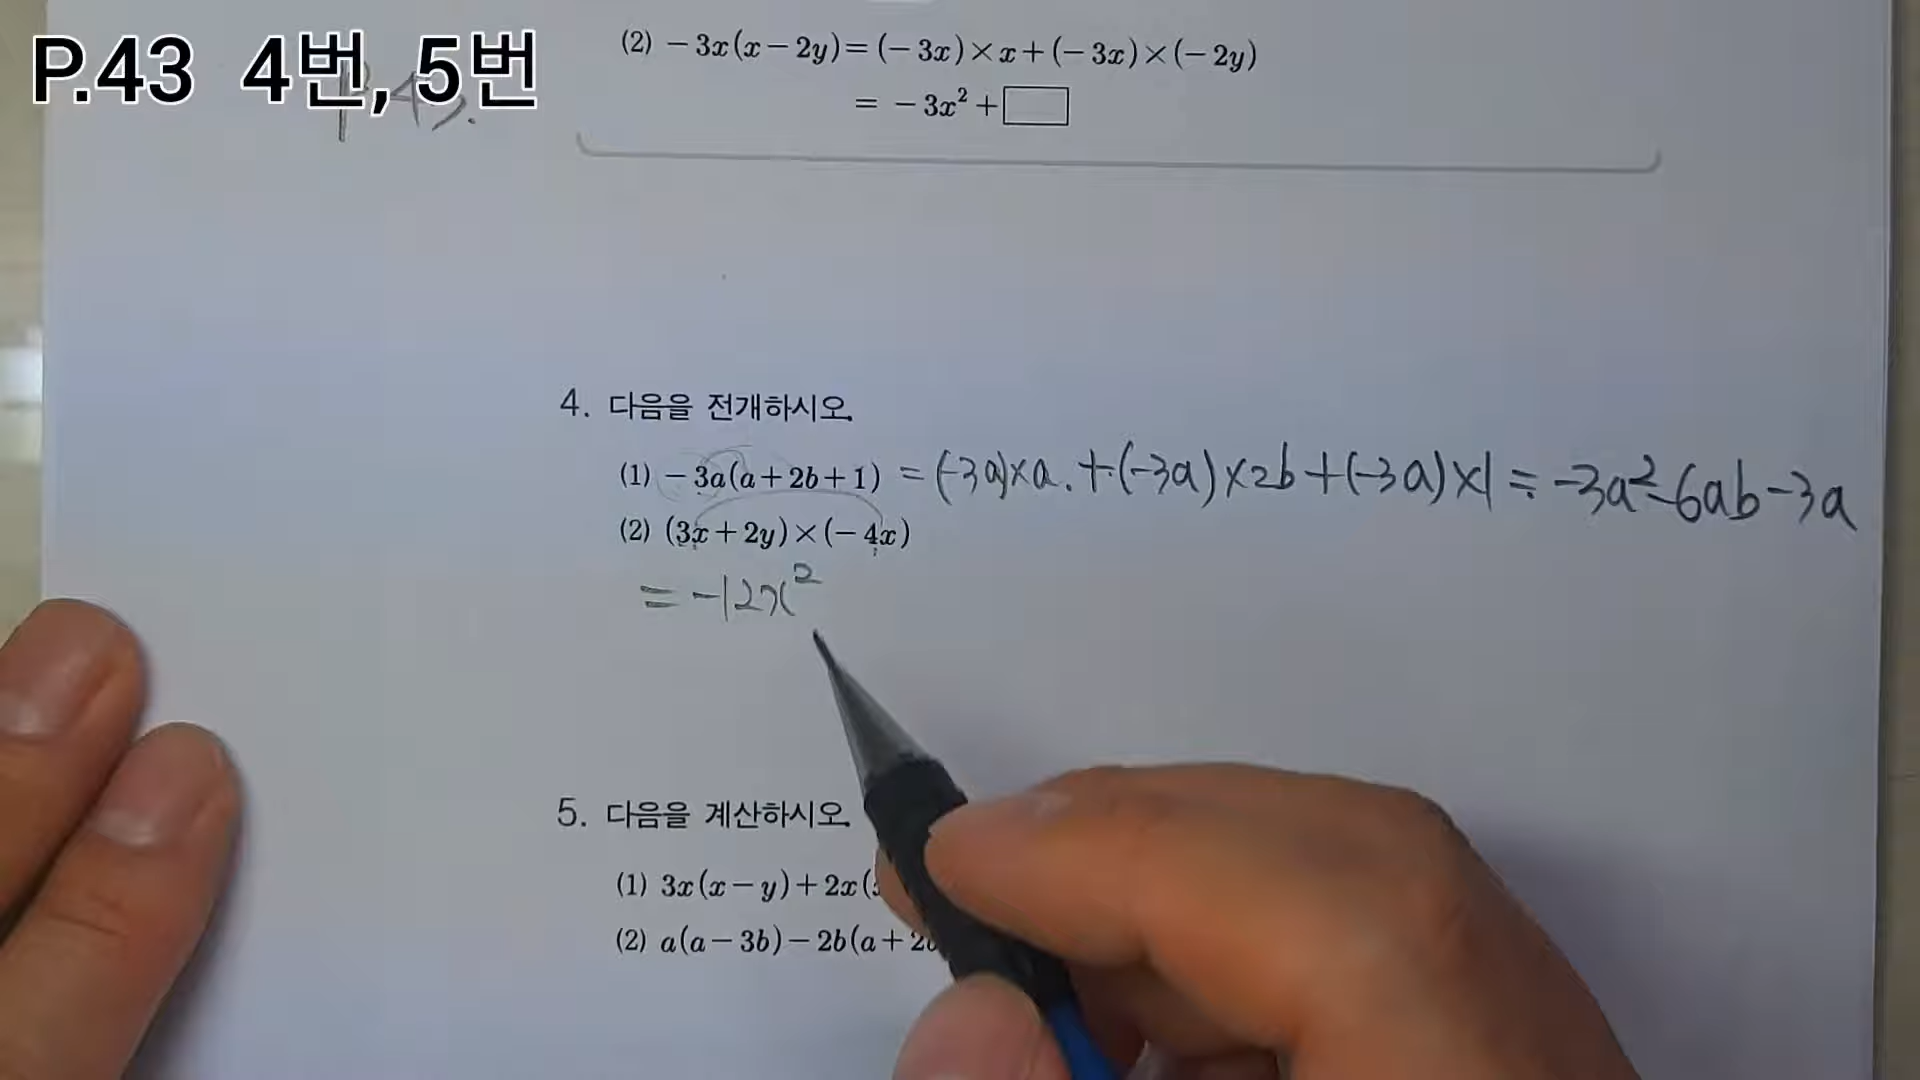 P.43 4번, 5번
P 43.
(2) −3x(x−2y)=(−3x)×x+(−3x)×(−2y)
= −3x²+
4. 다음을 전개하시오.
(1) −3a(a+2b+1) = (-3a)×a. +(-3a)×2b+(-3a)×1 = -3a²-6ab-3a
(2) (3x+2y)×(−4x)
= -12x²
5. 다음을 계산하시오.
(1) 3x(x−y)+2x(
(2) a(a−3b)−2b(a+2